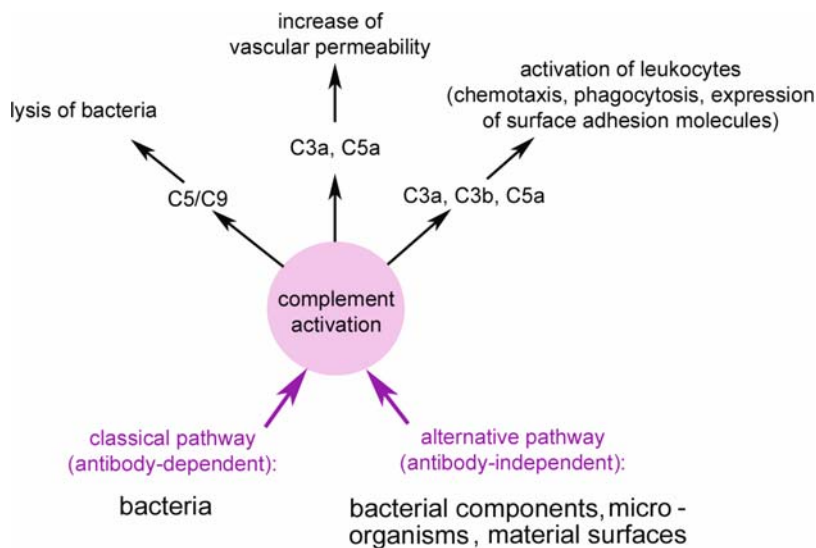 increase of
vascular permeability
activation of leukocytes
(chemotaxis, phagocytosis, expression
of surface adhesion molecules)
lysis of bacteria
C3a, C5a
C5/C9
C3a, C3b, C5a
complement
activation
classical pathway
(antibody-dependent):
bacteria
alternative pathway
(antibody-independent):
bacterial components, micro -
organisms , material surfaces